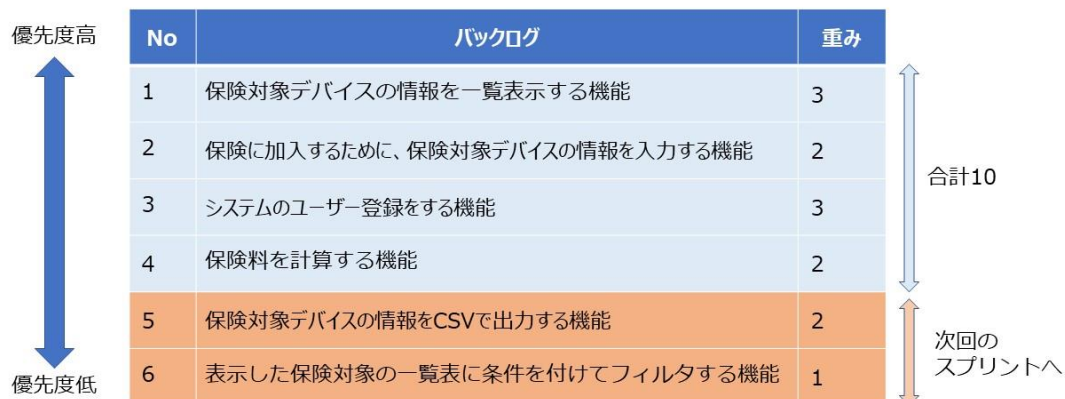 優先度高
No バックログ 重み
1 保険対象デバイスの情報を一覧表示する機能 3
2 保険に加入するために、保険対象デバイスの情報を入力する機能 2
3 システムのユーザー登録をする機能 3
4 保険料を計算する機能 2
合計10
5 保険対象デバイスの情報をCSVで出力する機能 2
6 表示した保険対象の一覧表に条件を付けてフィルタする機能 1
次回の
スプリントへ
優先度低